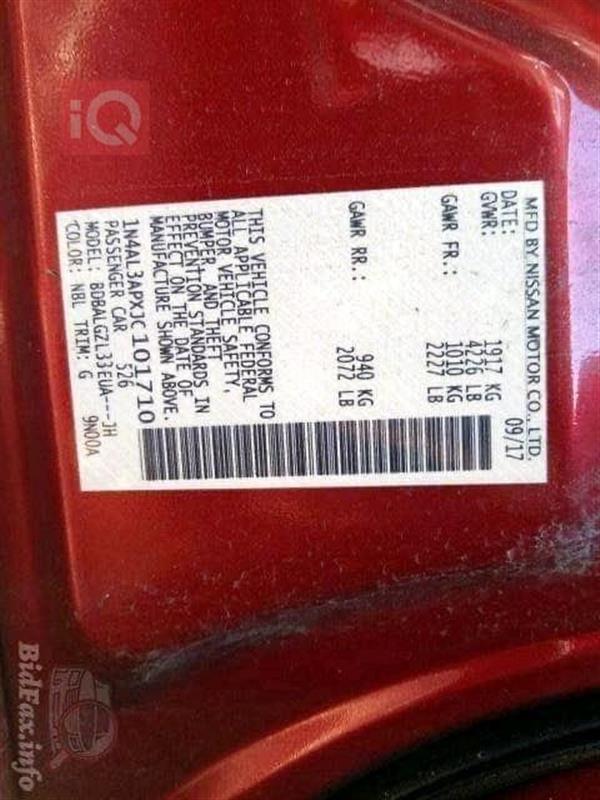 MFD BY NISSAN MOTOR CO., LTD.
DATE: 09/17
GVWR: 1917 KG
4226 LB
GAWR FR.: 1010 KG
2227 LB
GAWR RR.: 940 KG
2072 LB
THIS VEHICLE CONFORMS TO
ALL APPLICABLE FEDERAL
MOTOR VEHICLE SAFETY,
BUMPER, AND THEFT
PREVENTION STANDARDS IN
EFFECT ON THE DATE OF
MANUFACTURE SHOWN ABOVE.
1N4AL3APXJC101710
PASSENGER CAR 526
MODEL: BDBALGZL33EUA---JH
COLOR: NBL TRIM: G 9N00A
iQ
BidFax.info